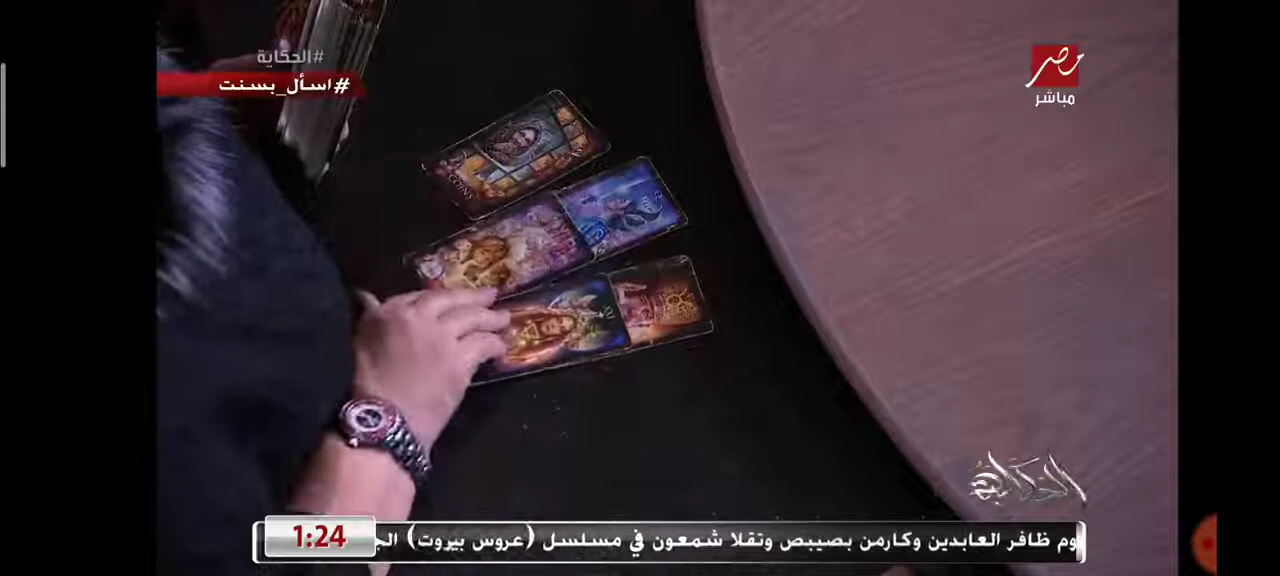 #الحكاية
#اسأل_بسنت
مصر
مباشر
COINS
XVI
الحكاية
وم ظافر العابدين وكارمن بصيبص وتقلا شمعون في مسلسل (عروس بيروت) الج
1:24